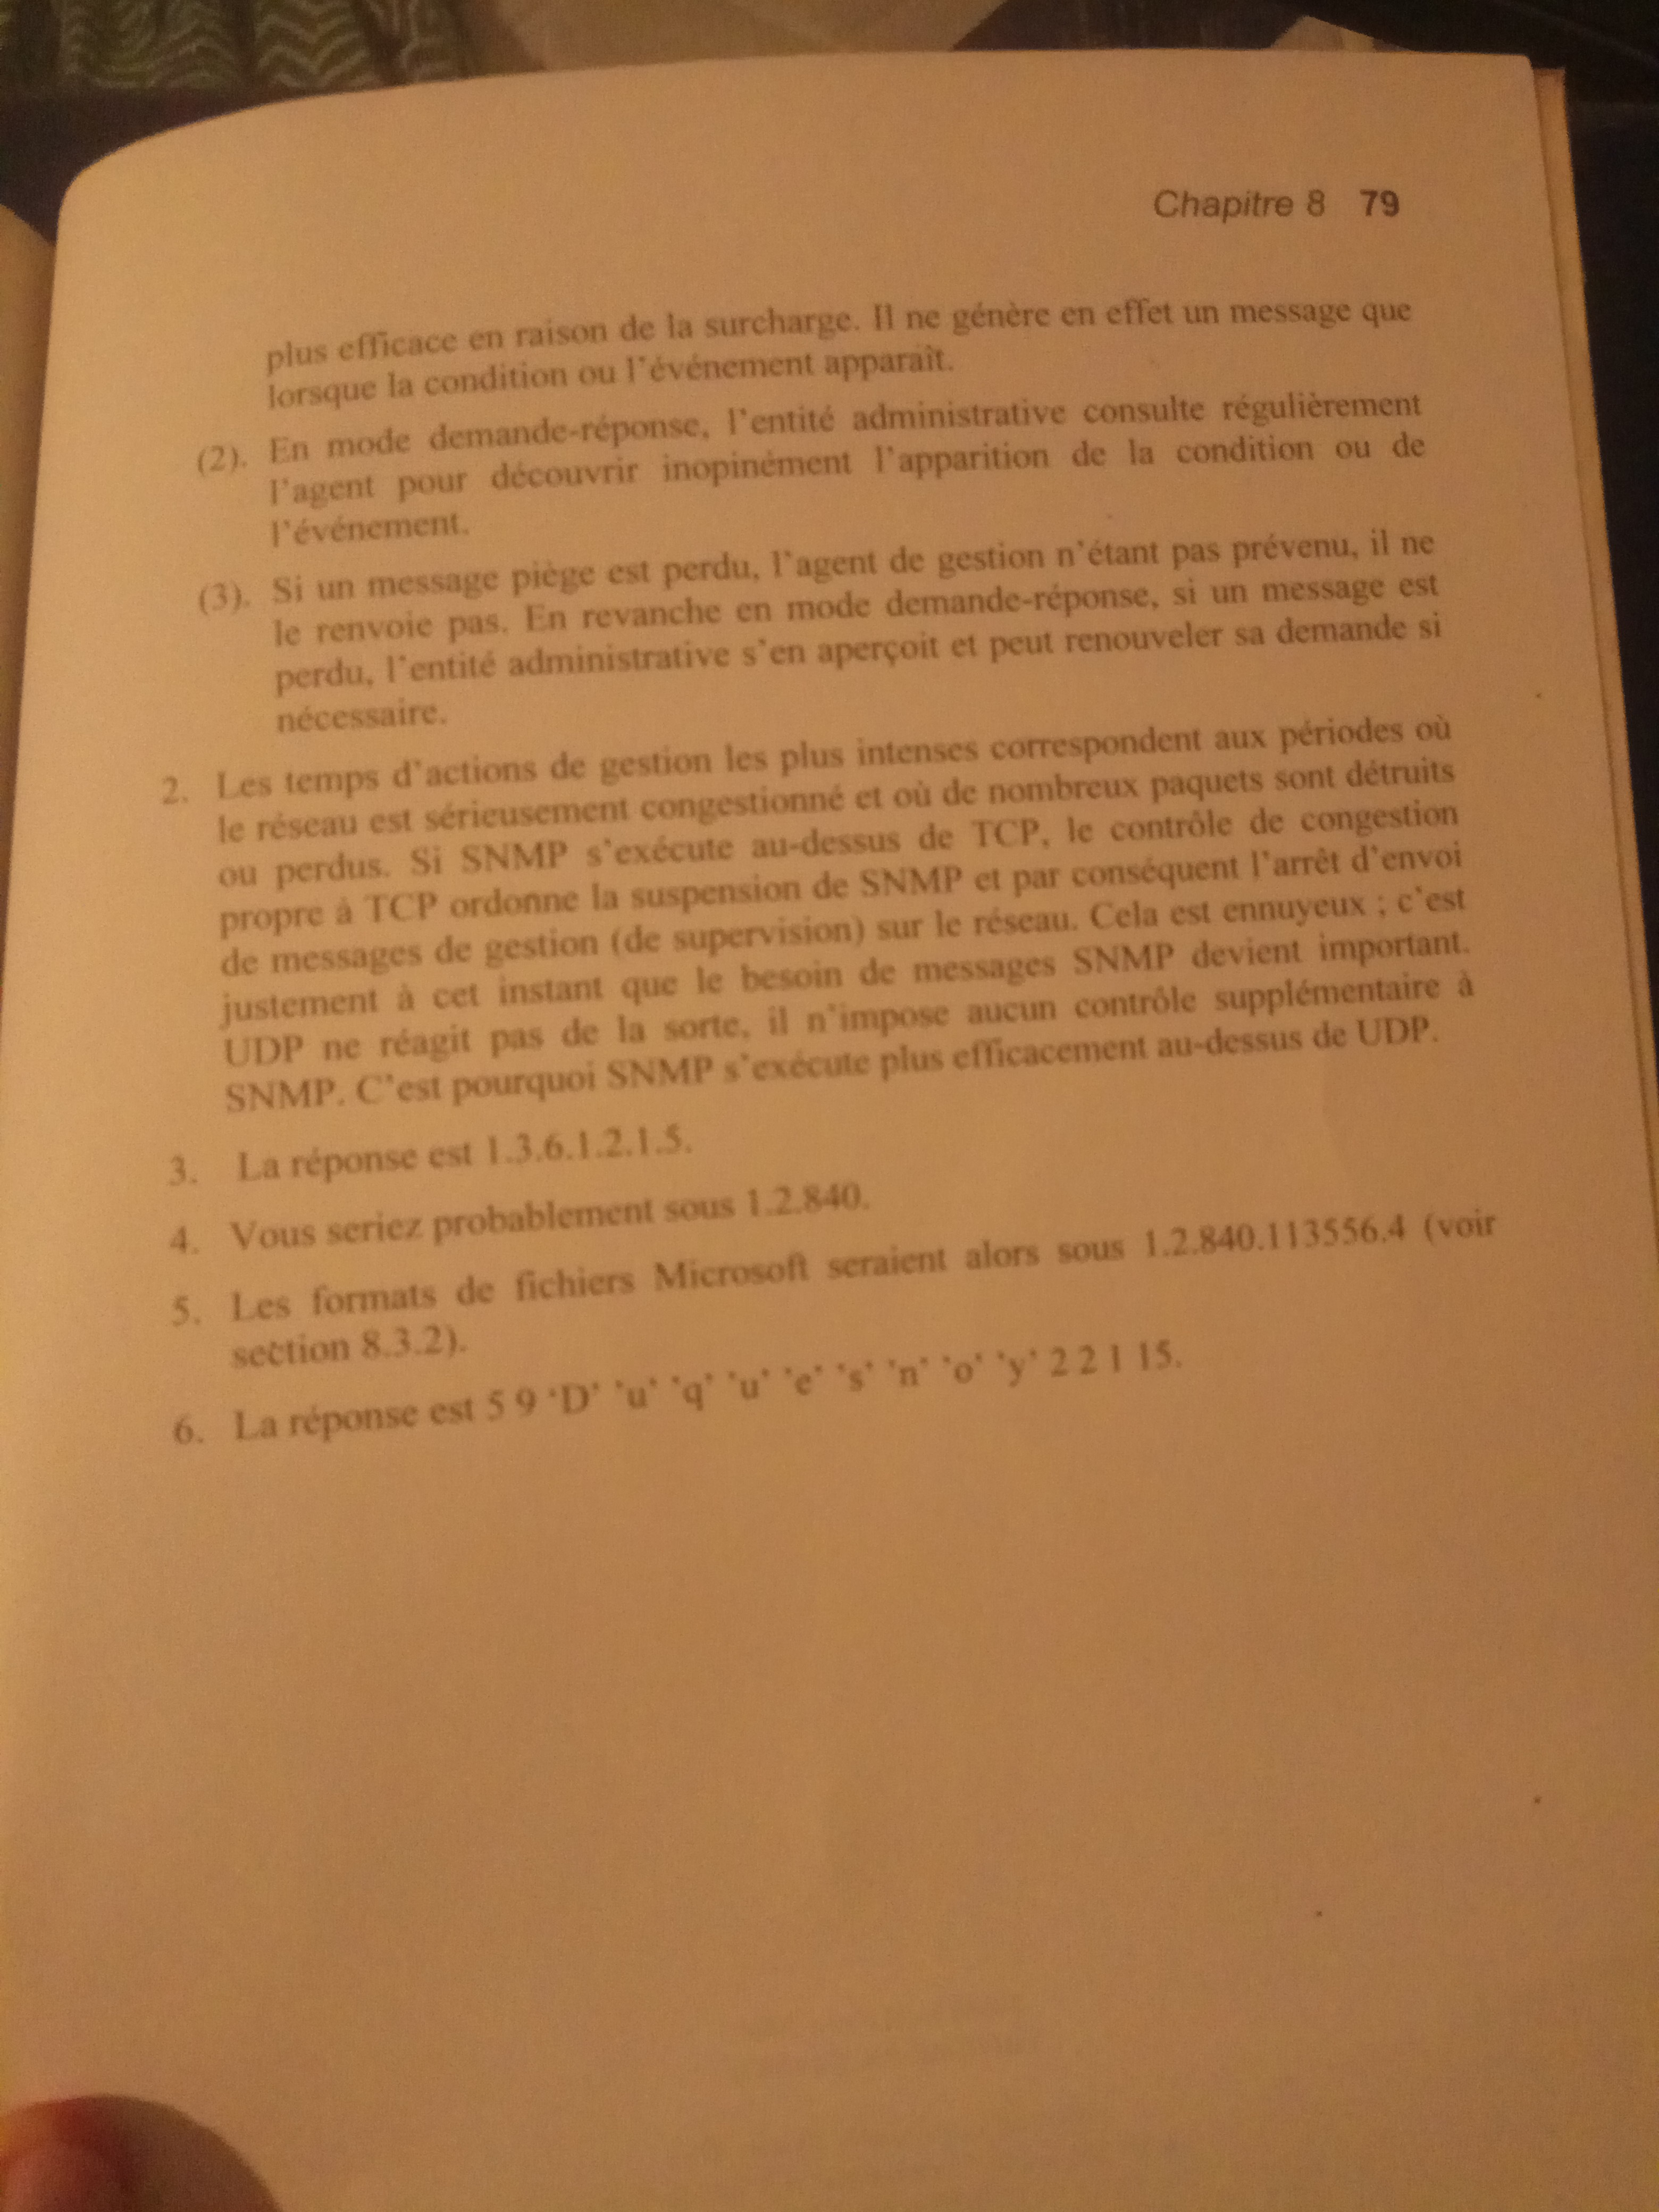 Chapitre 8 79
plus efficace en raison de la surcharge. Il ne génère en effet un message que
lorsque la condition ou l'événement apparaît.
(2). En mode demande-réponse, l'entité administrative consulte régulièrement
l'agent pour découvrir inopinément l'apparition de la condition ou de
l'événement.
(3). Si un message piège est perdu, l'agent de gestion n'étant pas prévenu, il ne
le renvoie pas. En revanche en mode demande-réponse, si un message est
perdu, l'entité administrative s'en aperçoit et peut renouveler sa demande si
nécessaire.
2. Les temps d'actions de gestion les plus intenses correspondent aux périodes où
le réseau est sérieusement congestionné et où de nombreux paquets sont détruits
ou perdus. Si SNMP s'exécute au-dessus de TCP, le contrôle de congestion
propre à TCP ordonne la suspension de SNMP et par conséquent l'arrêt d'envoi
de messages de gestion (de supervision) sur le réseau. Cela est ennuyeux ; c'est
justement à cet instant que le besoin de messages SNMP devient important.
UDP ne réagit pas de la sorte, il n'impose aucun contrôle supplémentaire à
SNMP. C'est pourquoi SNMP s'exécute plus efficacement au-dessus de UDP.
3. La réponse est 1.3.6.1.2.1.5.
4. Vous seriez probablement sous 1.2.840.
5. Les formats de fichiers Microsoft seraient alors sous 1.2.840.113556.4 (voir
section 8.3.2).
6. La réponse est 5 9 'D' 'u' 'q' 'u' 'e' 's' 'n' 'o' 'y' 2 2 1 15.